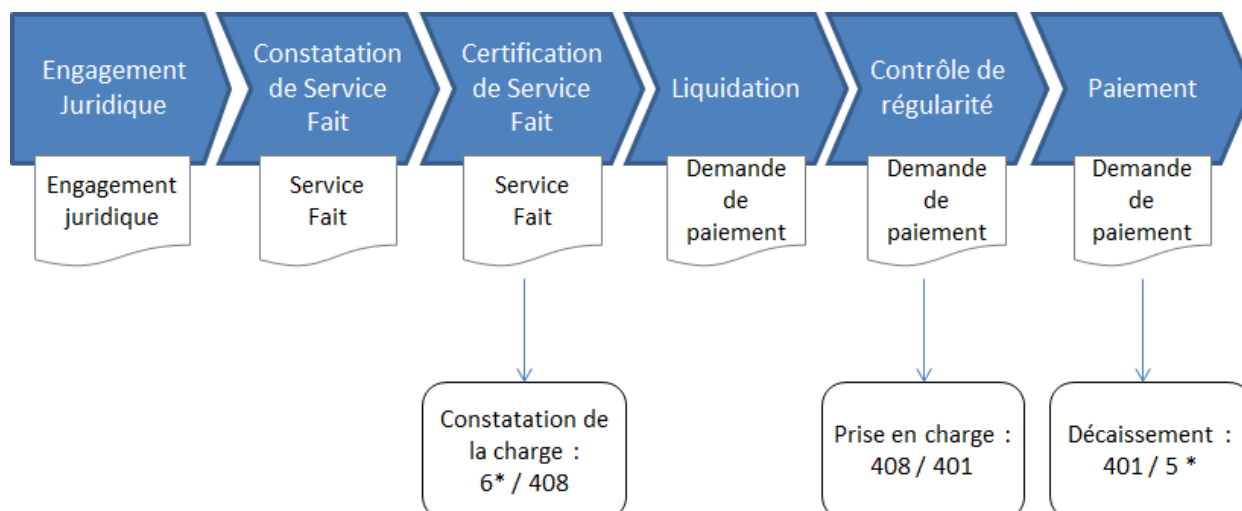 Engagement
Juridique
Constatation
de Service
Fait
Certification
de Service
Fait
Liquidation
Contrôle de
régularité
Paiement
Engagement
juridique
Service
Fait
Service
Fait
Demande
de
paiement
Demande
de
paiement
Demande
de
paiement
Constatation de
la charge :
6* / 408
Prise en charge :
408 / 401
Décaissement :
401 / 5 *